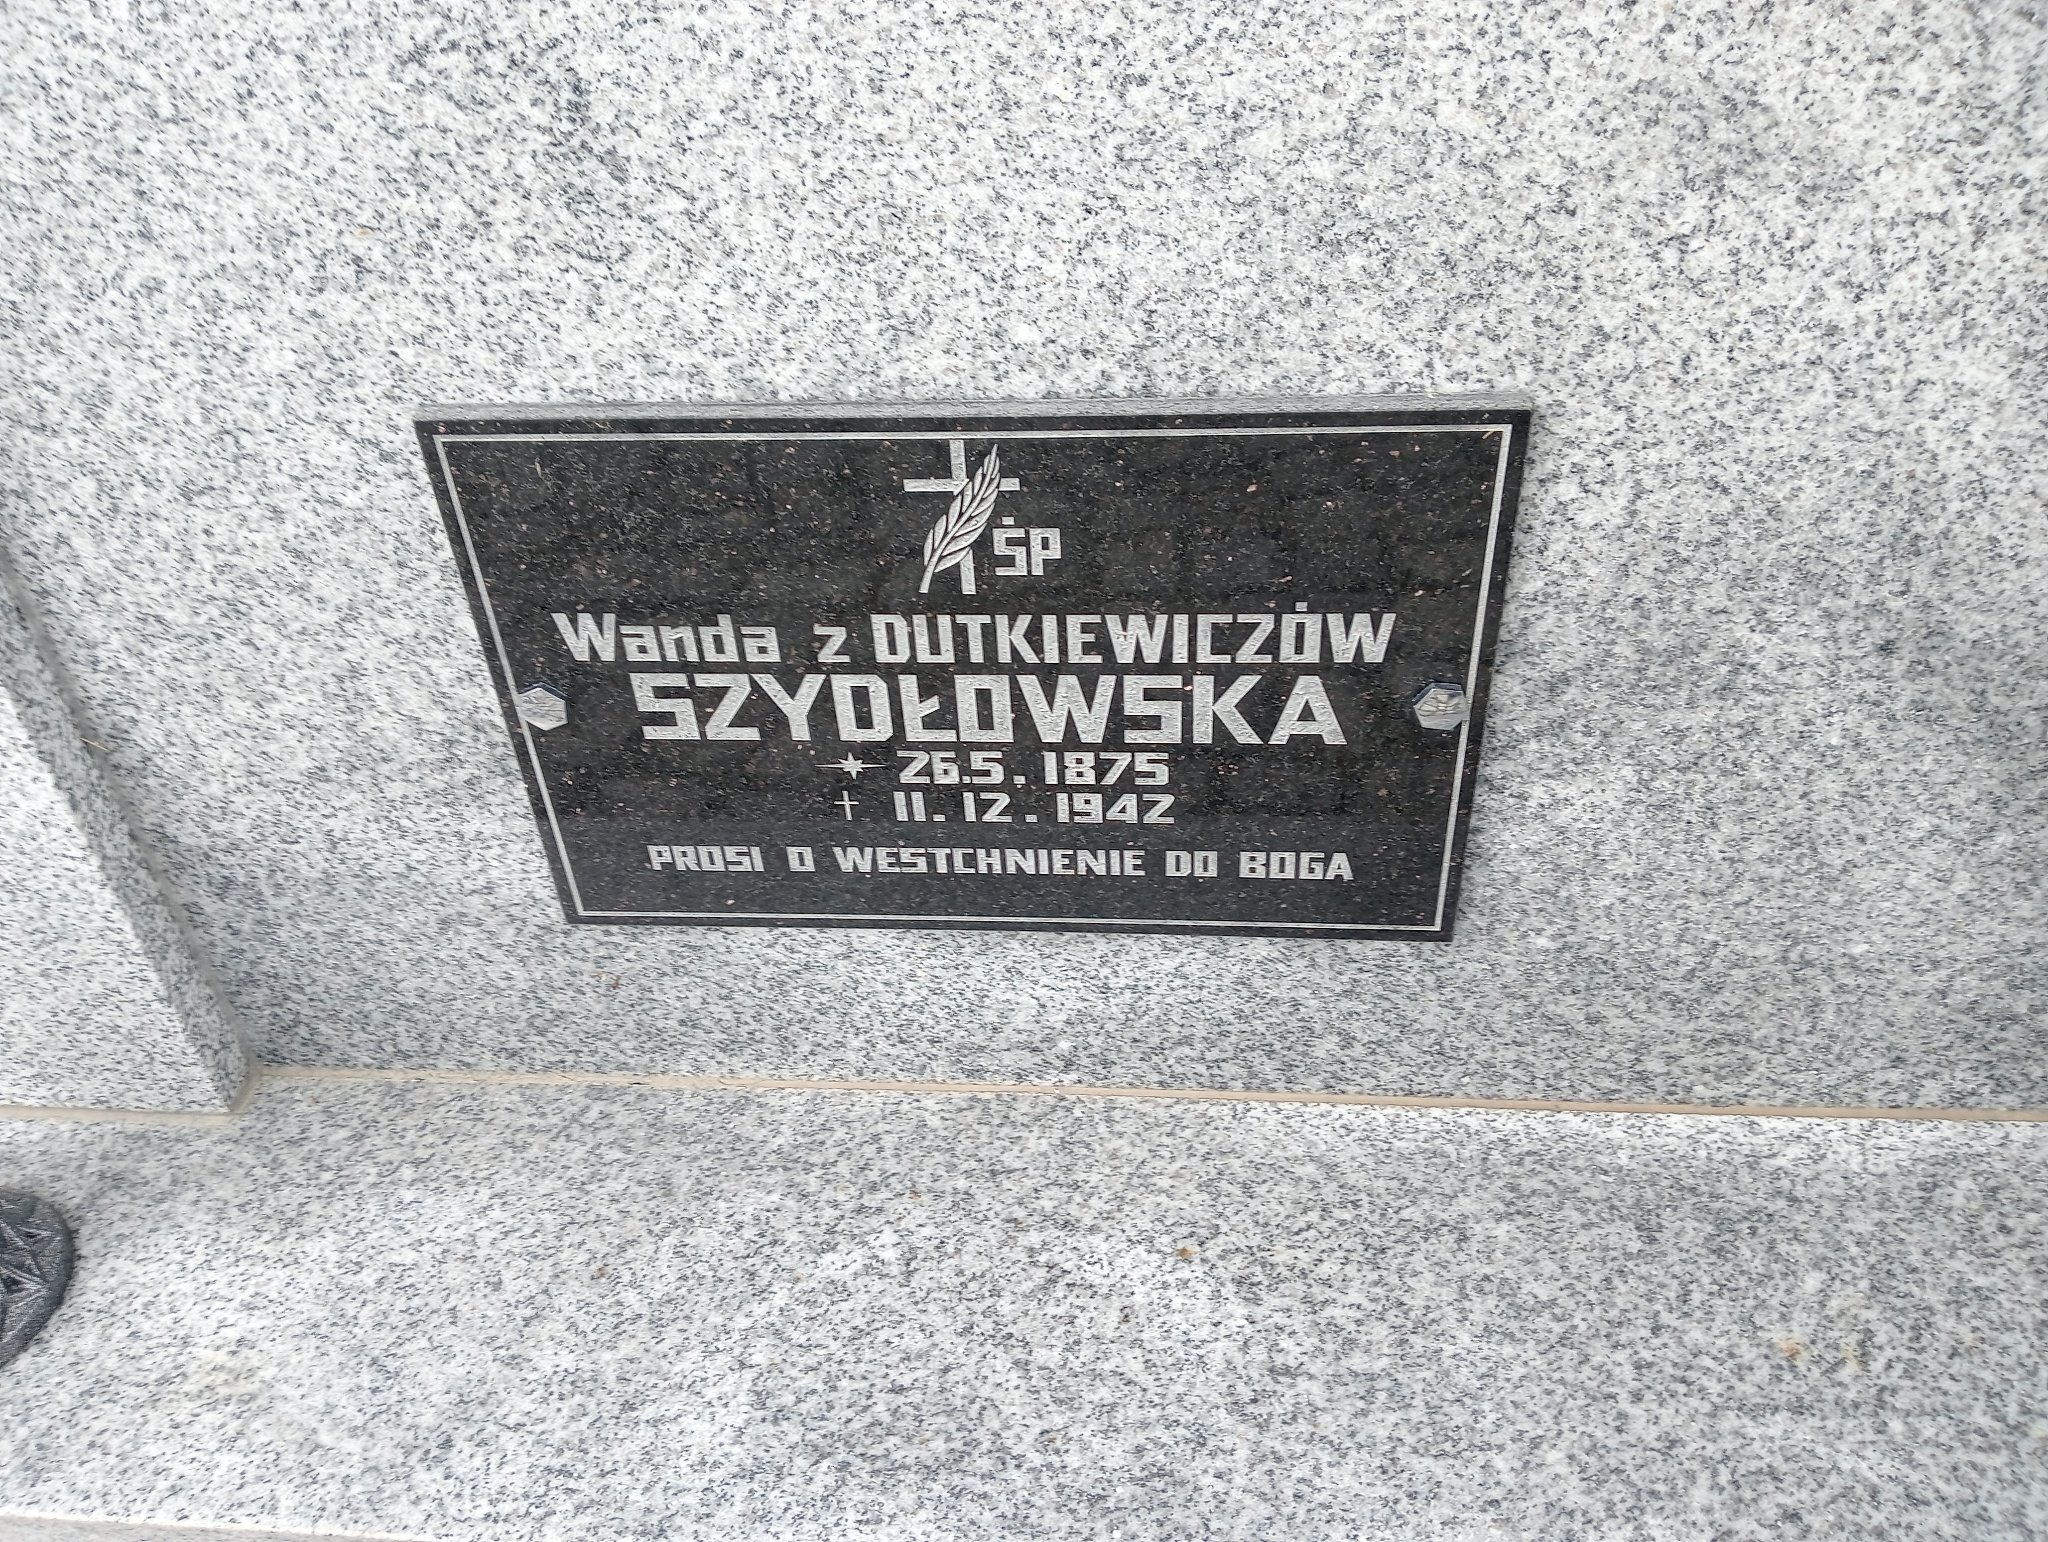 ŚP
Wanda z DUTKIEWICZÓW
SZYDŁOWSKA
26.5.1875
11.12.1942
PROSI O WESTCHNIENIE DO BOGA